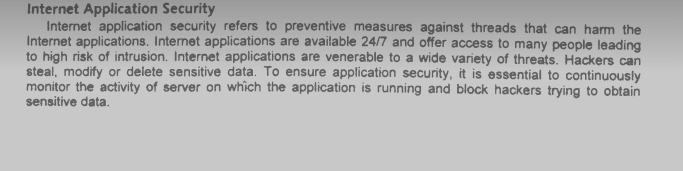 Internet Application Security
Internet application security refers to preventive measures against threads that can harm the
Internet applications. Internet applications are available 24/7 and offer access to many people leading
to high risk of intrusion. Internet applications are venerable to a wide variety of threats. Hackers can
steal, modify or delete sensitive data. To ensure application security, it is essential to continuously
monitor the activity of server on which the application is running and block hackers trying to obtain
sensitive data.